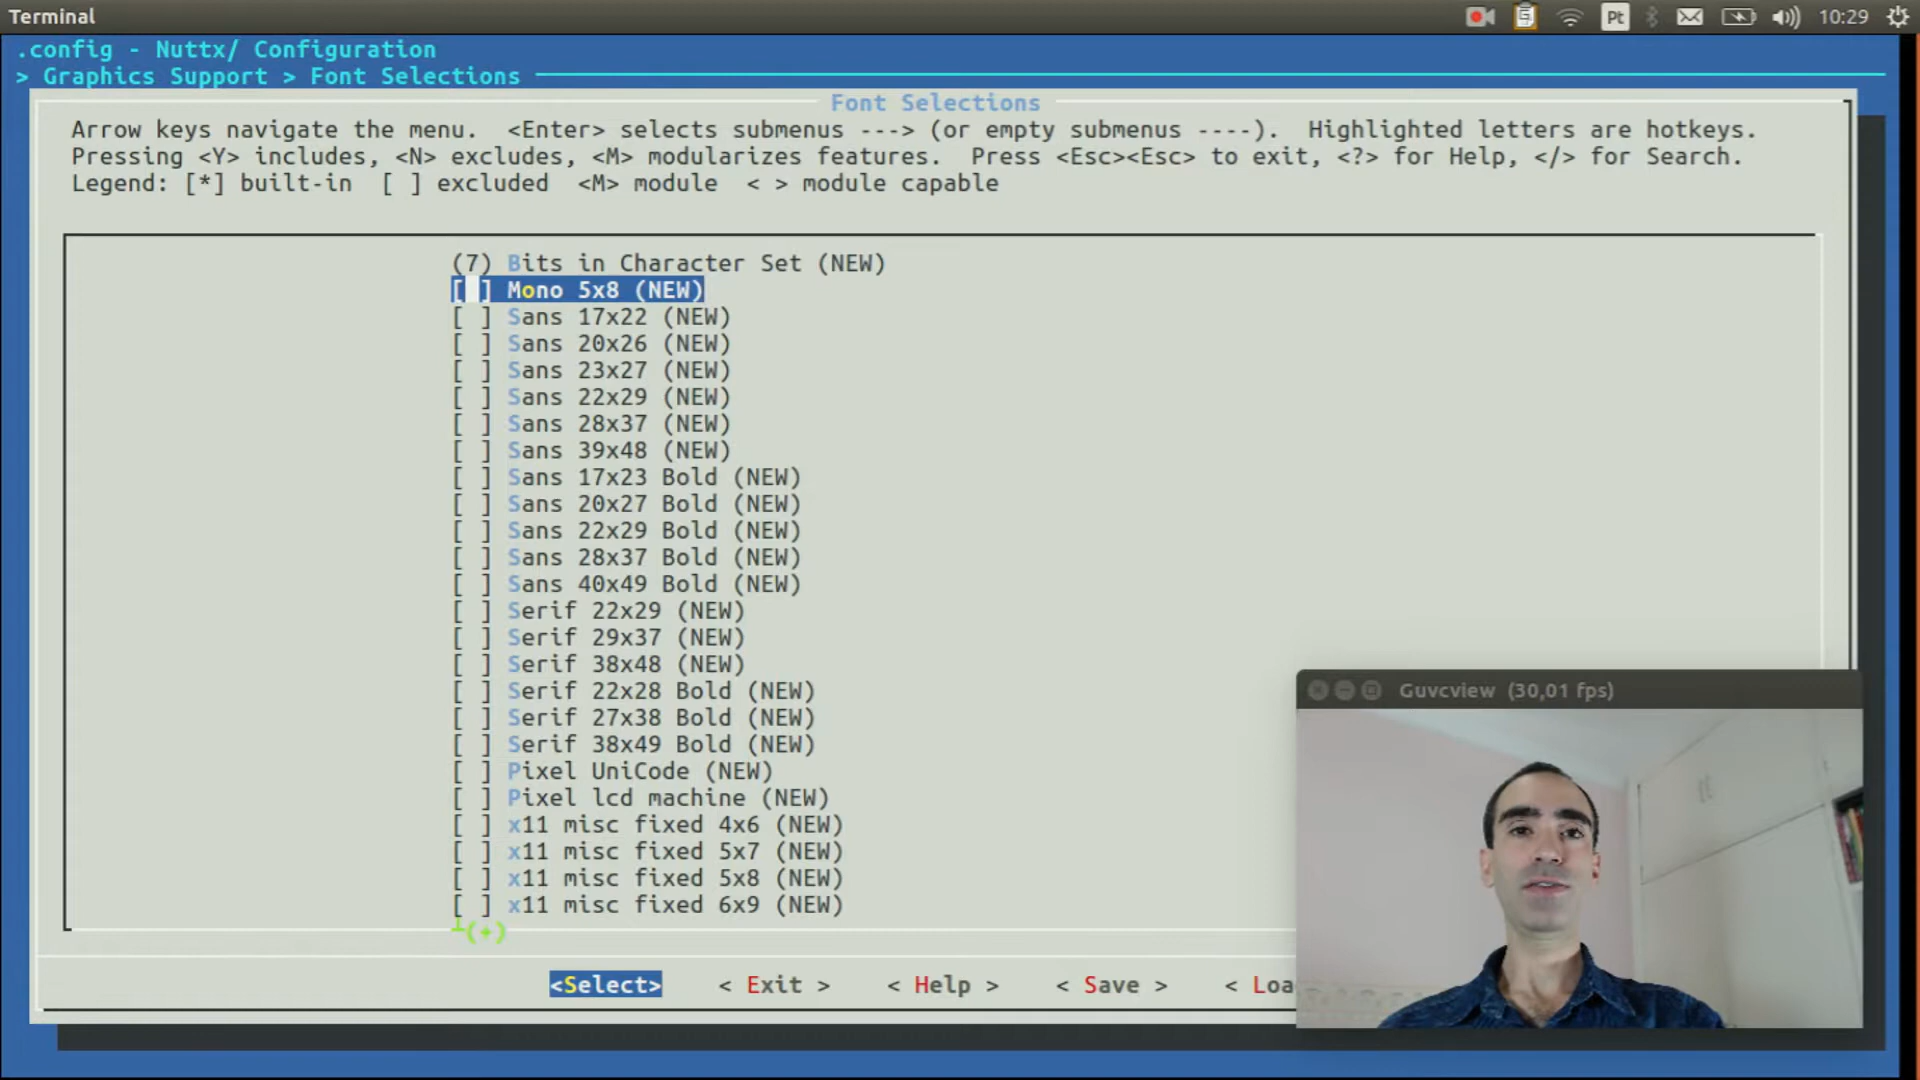 Terminal
Pt
10:29
.config - Nuttx/ Configuration
> Graphics Support > Font Selections
Font Selections
Arrow keys navigate the menu.  <Enter> selects submenus ---> (or empty submenus ----).  Highlighted letters are hotkeys.
Pressing <Y> includes, <N> excludes, <M> modularizes features.  Press <Esc><Esc> to exit, <?> for Help, </> for Search.
Legend: [*] built-in  [ ] excluded  <M> module  < > module capable
(7) Bits in Character Set (NEW)
[ ] Mono 5x8 (NEW)
[ ] Sans 17x22 (NEW)
[ ] Sans 20x26 (NEW)
[ ] Sans 23x27 (NEW)
[ ] Sans 22x29 (NEW)
[ ] Sans 28x37 (NEW)
[ ] Sans 39x48 (NEW)
[ ] Sans 17x23 Bold (NEW)
[ ] Sans 20x27 Bold (NEW)
[ ] Sans 22x29 Bold (NEW)
[ ] Sans 28x37 Bold (NEW)
[ ] Sans 40x49 Bold (NEW)
[ ] Serif 22x29 (NEW)
[ ] Serif 29x37 (NEW)
[ ] Serif 38x48 (NEW)
[ ] Serif 22x28 Bold (NEW)
[ ] Serif 27x38 Bold (NEW)
[ ] Serif 38x49 Bold (NEW)
[ ] Pixel UniCode (NEW)
[ ] Pixel lcd machine (NEW)
[ ] x11 misc fixed 4x6 (NEW)
[ ] x11 misc fixed 5x7 (NEW)
[ ] x11 misc fixed 5x8 (NEW)
[ ] x11 misc fixed 6x9 (NEW)
(+)
<Select>    < Exit >    < Help >    < Save >    < Loa
Guvcview (30,01 fps)